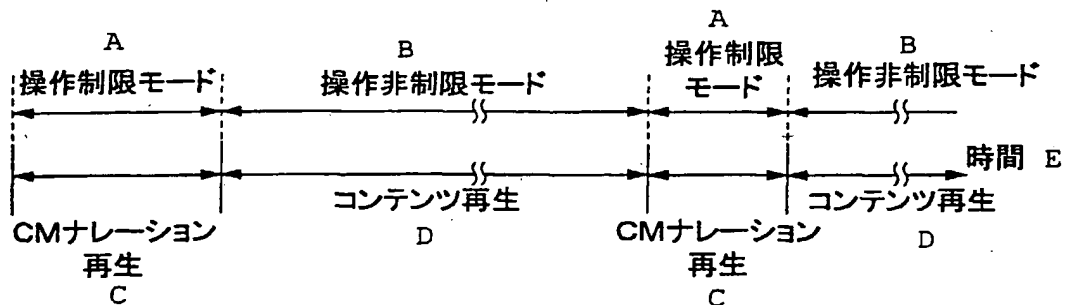 A
操作制限モード
B
操作非制限モード
A
操作制限
モード
B
操作非制限モード
時間 E
CMナレーション
再生
C
コンテンツ再生
D
CMナレーション
再生
C
コンテンツ再生
D